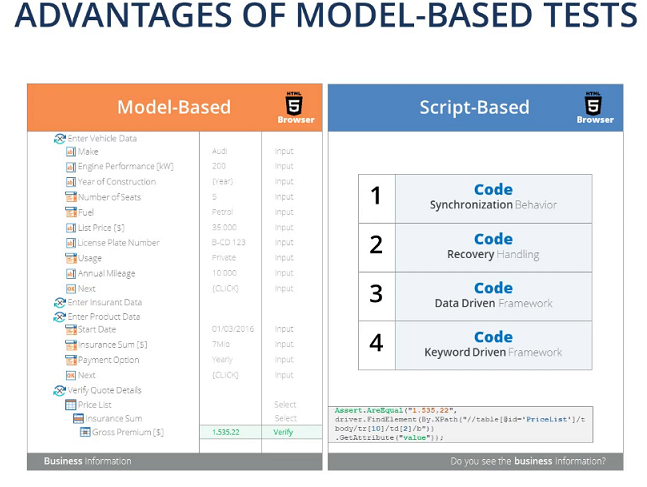 ADVANTAGES OF MODEL-BASED TESTS
Model-Based
HTML
5
Browser
Enter Vehicle Data
Make Audi Input
Engine Performance [kW] 200 Input
Year of Construction {Year} Input
Number of Seats 5 Input
Fuel Petrol Input
List Price [$] 35.000 Input
License Plate Number B-CD 123 Input
Usage Private Input
Annual Mileage 10.000 Input
OK Next {CLICK} Input
Enter Insurant Data
Enter Product Data
Start Date 01/03/2016 Input
Insurance Sum [$] 7Mio Input
Payment Option Yearly Input
OK Next {CLICK} Input
Verify Quote Details
Price List Select
Insurance Sum Select
Gross Premium [$] 1.535,22 Verify
Business Information
Script-Based
HTML
5
Browser
1 Code
Synchronization Behavior
2 Code
Recovery Handling
3 Code
Data Driven Framework
4 Code
Keyword Driven Framework
Assert.AreEqual("1.535,22",
driver.FindElement(By.XPath("//table[@id='PriceList']/t
body/tr[10]/td[2]/b"))
.GetAttribute("value"));
Do you see the business Information?